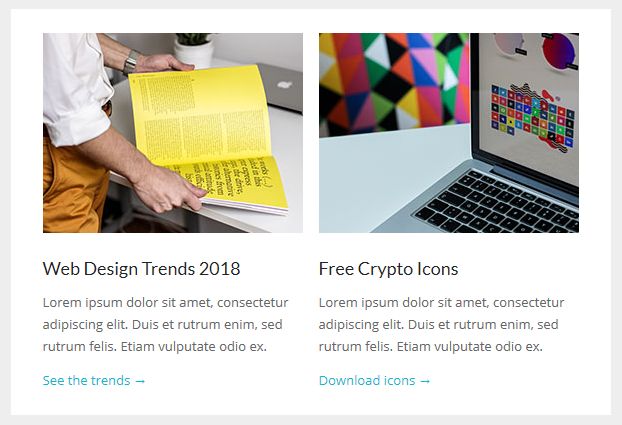 Web Design Trends 2018
Lorem ipsum dolor sit amet, consectetur
adipiscing elit. Duis et rutrum enim, sed
rutrum felis. Etiam vulputate odio ex.
See the trends →
Free Crypto Icons
Lorem ipsum dolor sit amet, consectetur
adipiscing elit. Duis et rutrum enim, sed
rutrum felis. Etiam vulputate odio ex.
Download icons →